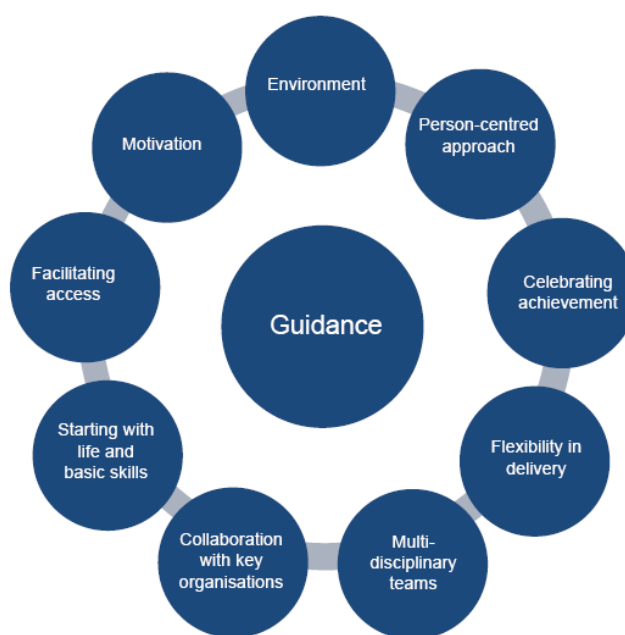 Environment
Person-centred
approach
Celebrating
achievement
Flexibility in
delivery
Multi-
disciplinary
teams
Collaboration
with key
organisations
Starting with
life and
basic skills
Facilitating
access
Motivation
Guidance